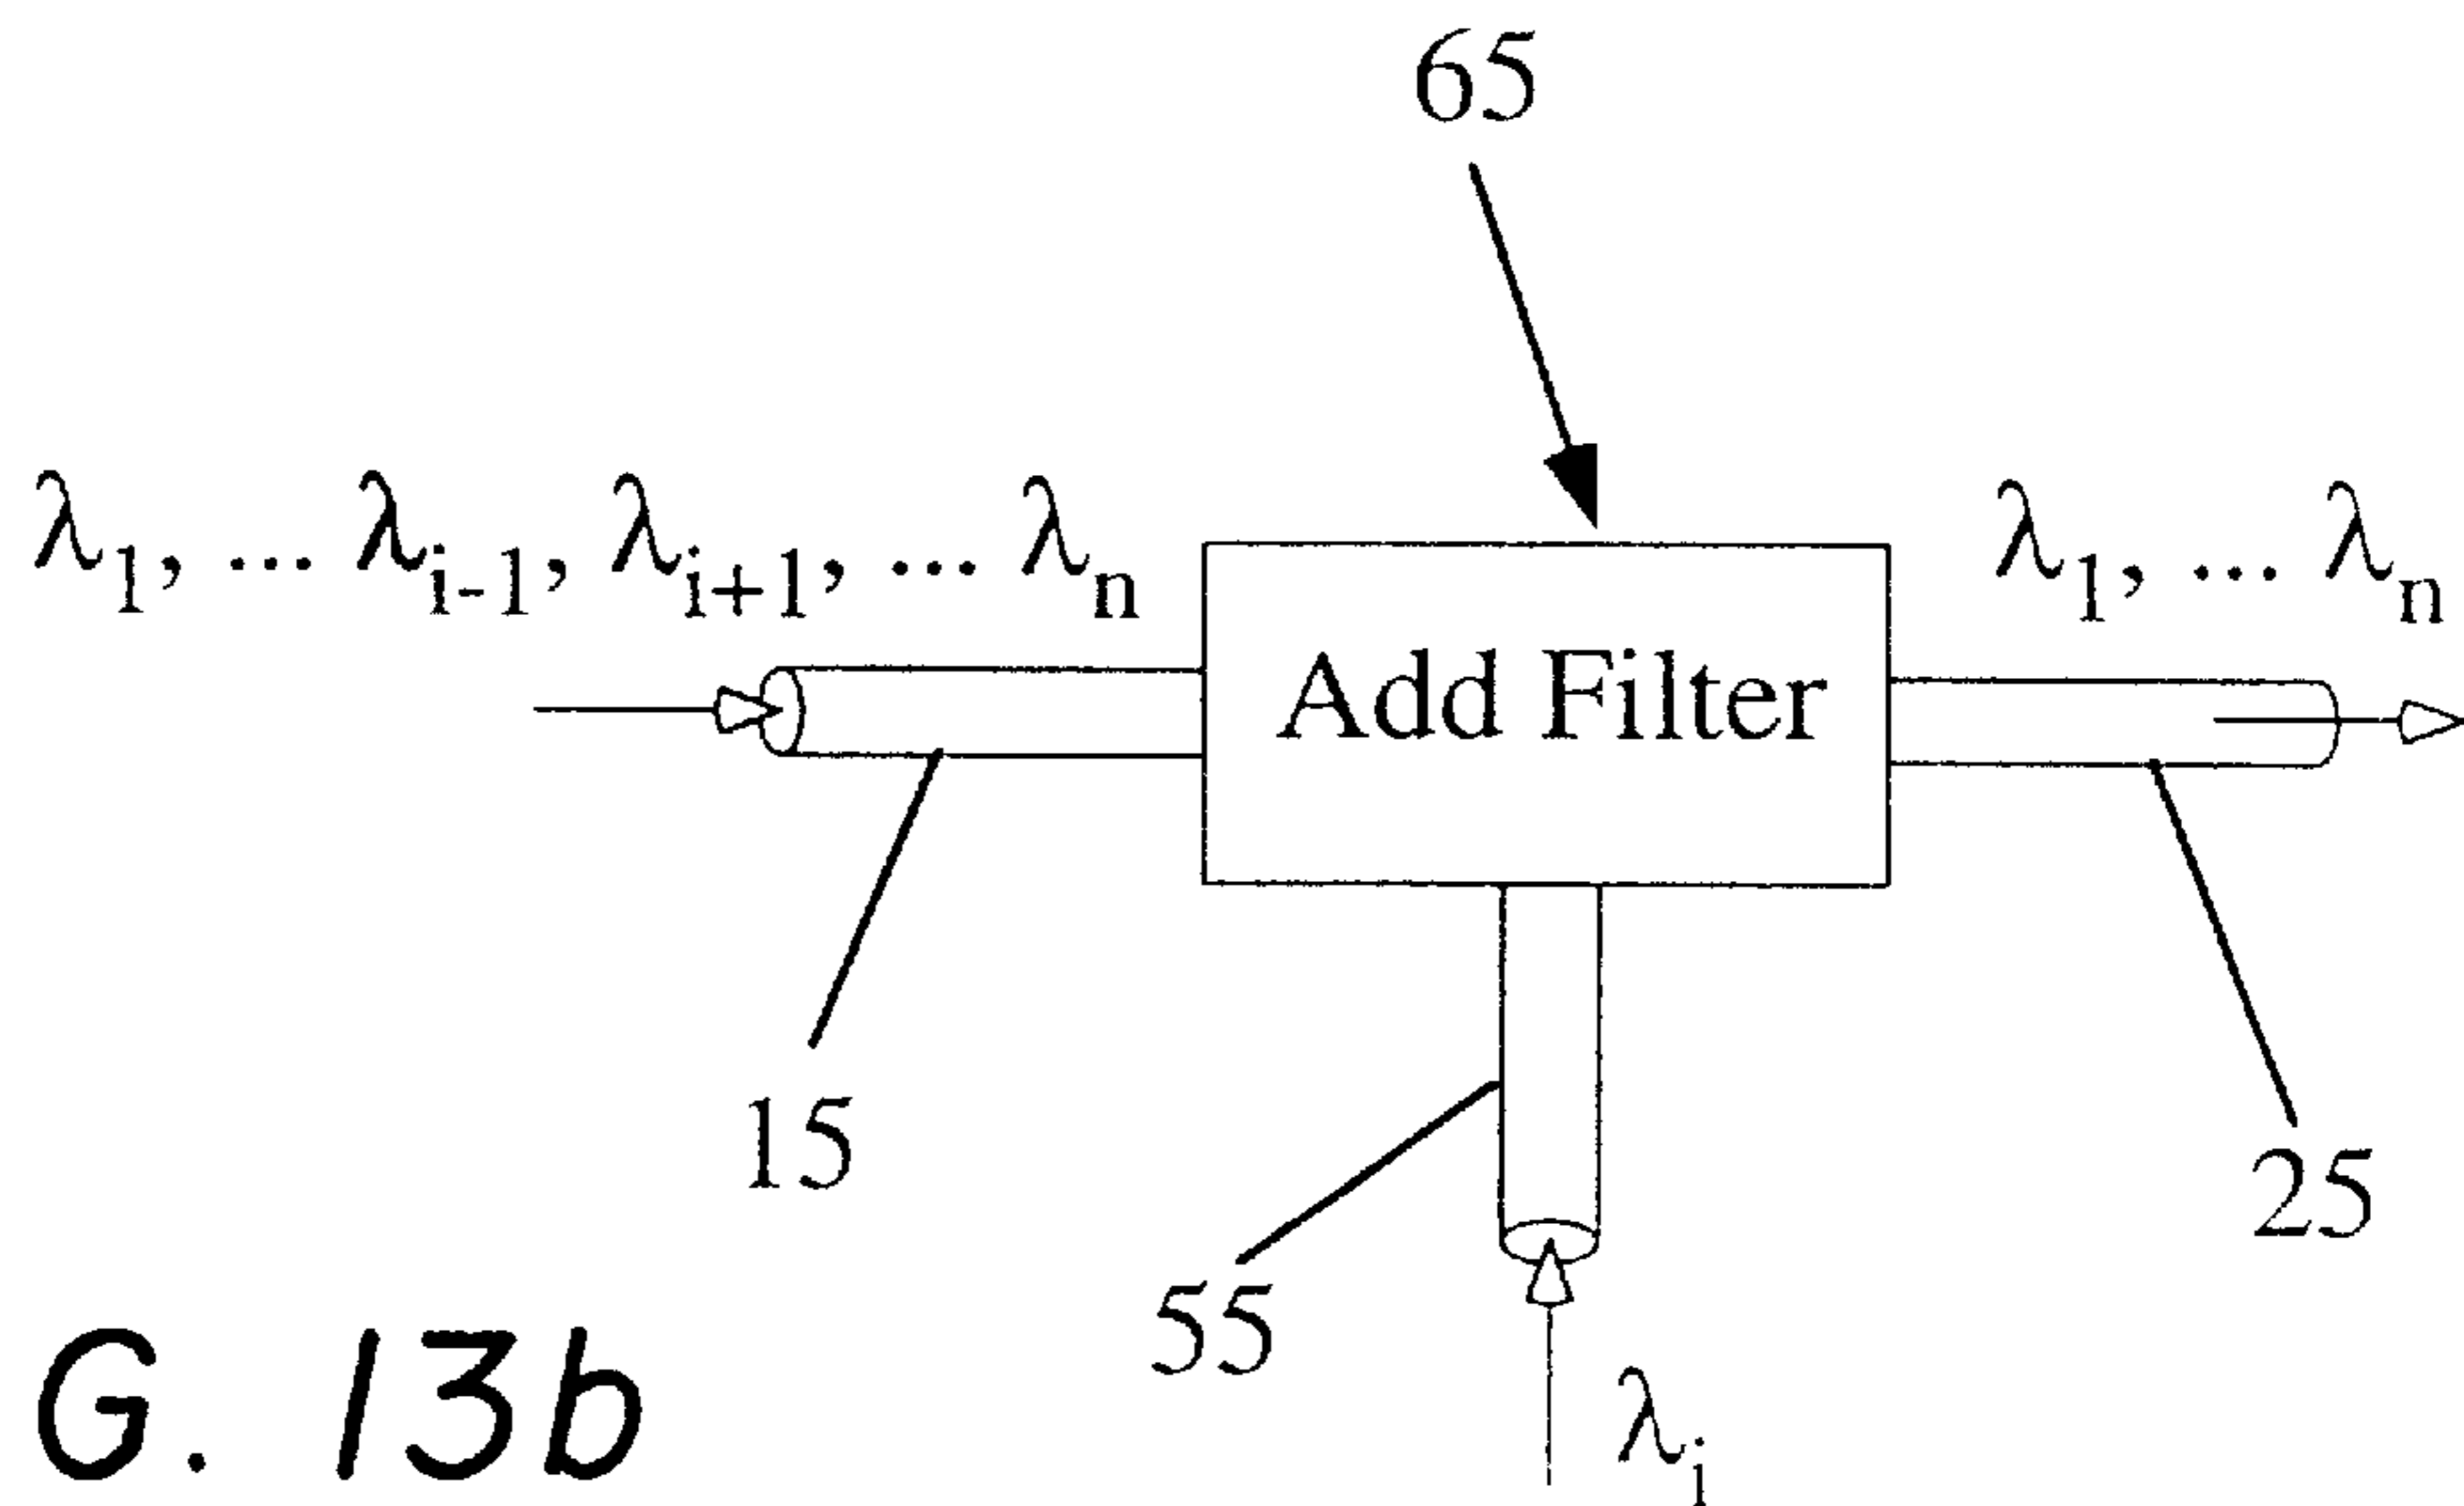 65
λ1, ... λi-1, λi+1, ... λn
λ1, ... λn
Add Filter
15
25
55
λi
G. 13b